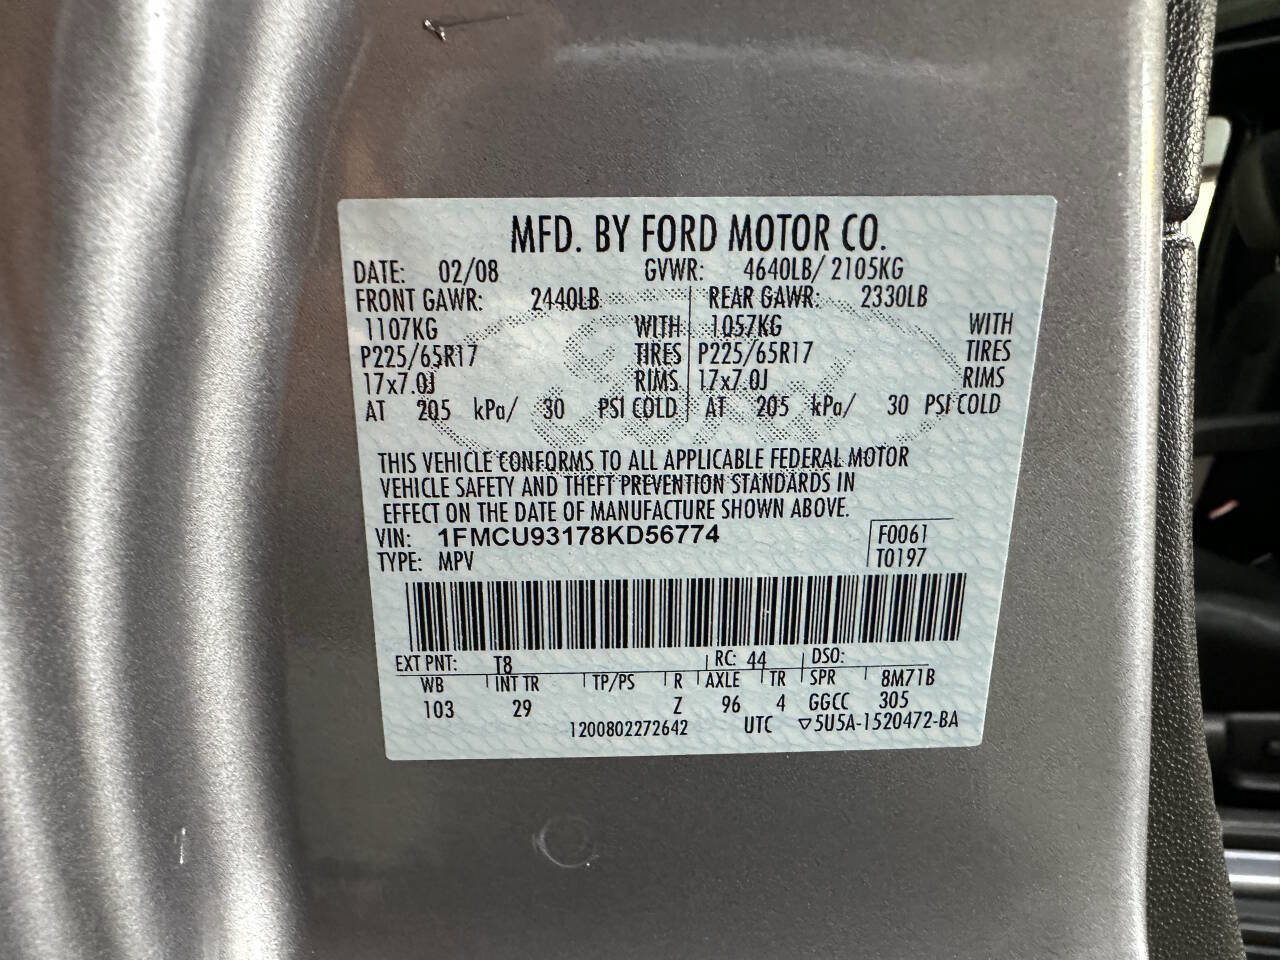 MFD. BY FORD MOTOR CO.
DATE: 02/08 GVWR: 4640LB/ 2105KG
FRONT GAWR: 2440LB REAR GAWR: 2330LB
1107KG WITH 1057KG WITH
P225/65R17 TIRES P225/65R17 TIRES
17x7.0J RIMS 17x7.0J RIMS
AT 205 kPa/ 30 PSI COLD AT 205 kPa/ 30 PSI COLD
THIS VEHICLE CONFORMS TO ALL APPLICABLE FEDERAL MOTOR
VEHICLE SAFETY AND THEFT PREVENTION STANDARDS IN
EFFECT ON THE DATE OF MANUFACTURE SHOWN ABOVE.
VIN: 1FMCU93178KD56774 F0061
TYPE: MPV T0197
EXT PNT: T8 RC: 44 DSO:
WB INT TR TP/PS R AXLE TR SPR 8M71B
103 29 Z 96 4 GGCC 305
1200802272642 UTC ▽5U5A-1520472-BA